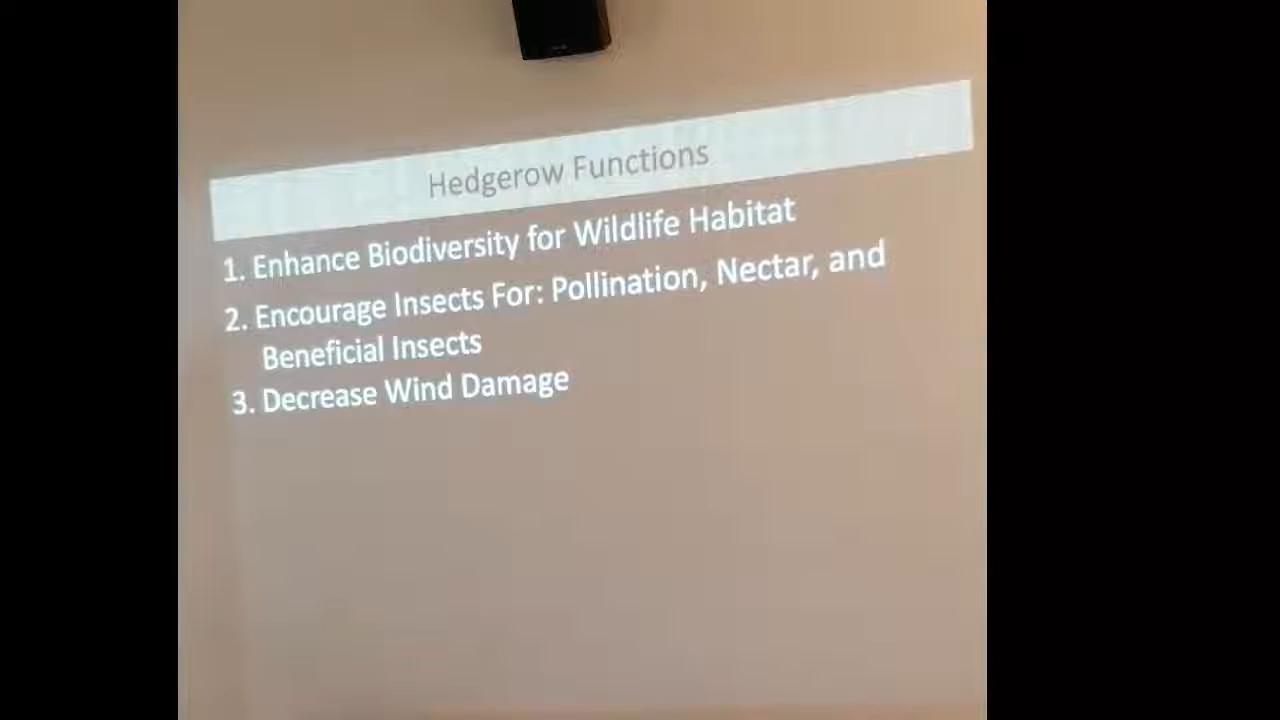 Hedgerow Functions
1. Enhance Biodiversity for Wildlife Habitat
2. Encourage Insects For: Pollination, Nectar, and
Beneficial Insects
3. Decrease Wind Damage